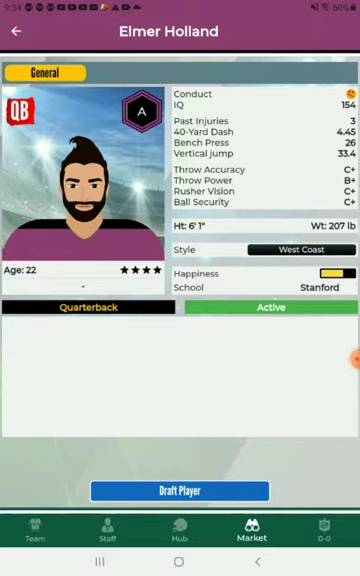 9:34
60%
Elmer Holland
General
QB
A
Conduct
IQ 154
Past Injuries 3
40-Yard Dash 4.45
Bench Press 26
Vertical jump 33.4
Throw Accuracy C+
Throw Power B+
Rusher Vision C+
Ball Security C+
Ht: 6' 1" Wt: 207 lb
Style West Coast
Age: 22
-
Happiness
School Stanford
Quarterback Active
Draft Player
Team Staff Hub Market 0-0